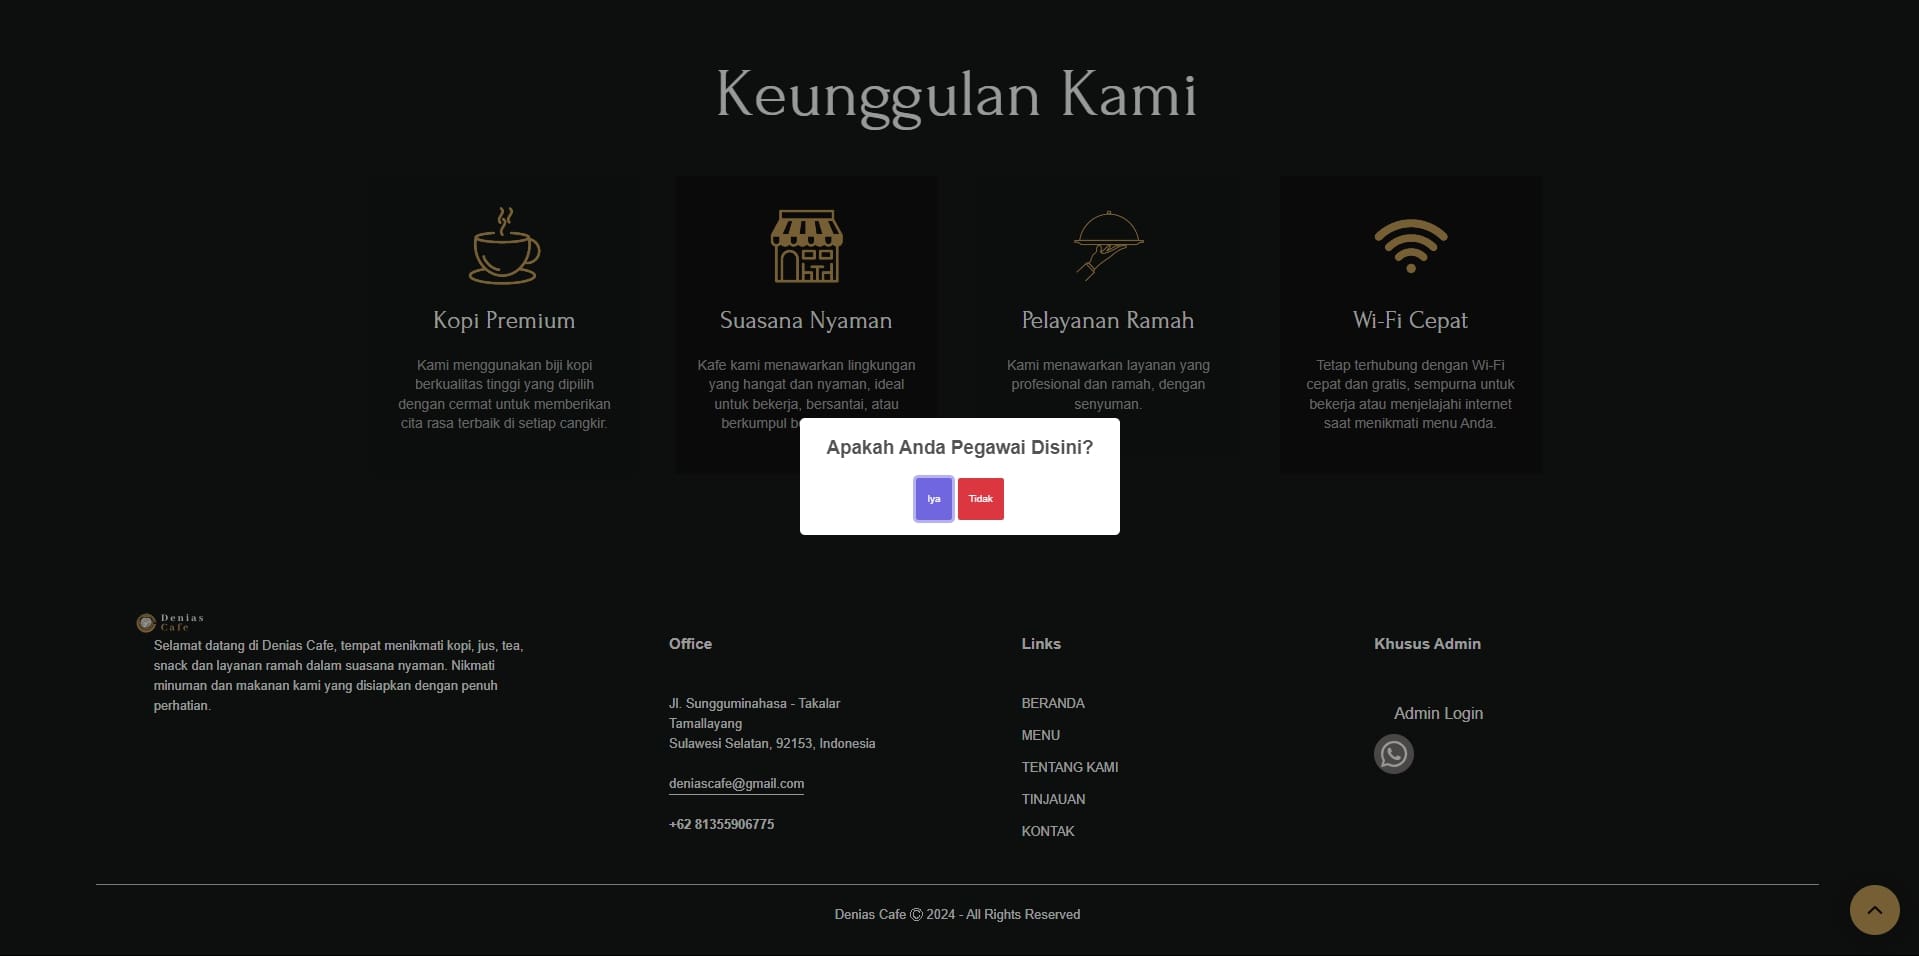 Keunggulan Kami
Kopi Premium
Kami menggunakan biji kopi
berkualitas tinggi yang dipilih
dengan cermat untuk memberikan
cita rasa terbaik di setiap cangkir.
Suasana Nyaman
Kafe kami menawarkan lingkungan
yang hangat dan nyaman, ideal
untuk bekerja, bersantai, atau
berkumpul
Pelayanan Ramah
Kami menawarkan layanan yang
profesional dan ramah, dengan
senyuman.
Wi-Fi Cepat
Tetap terhubung dengan Wi-Fi
cepat dan gratis, sempurna untuk
bekerja atau menjelajahi internet
saat menikmati menu Anda.
Apakah Anda Pegawai Disini?
Iya
Tidak
Denias
Cafe
Selamat datang di Denias Cafe, tempat menikmati kopi, jus, tea,
snack dan layanan ramah dalam suasana nyaman. Nikmati
minuman dan makanan kami yang disiapkan dengan penuh
perhatian.
Office
Jl. Sungguminahasa - Takalar
Tamallayang
Sulawesi Selatan, 92153, Indonesia
deniascafe@gmail.com
+62 81355906775
Links
BERANDA
MENU
TENTANG KAMI
TINJAUAN
KONTAK
Khusus Admin
Admin Login
Denias Cafe © 2024 - All Rights Reserved